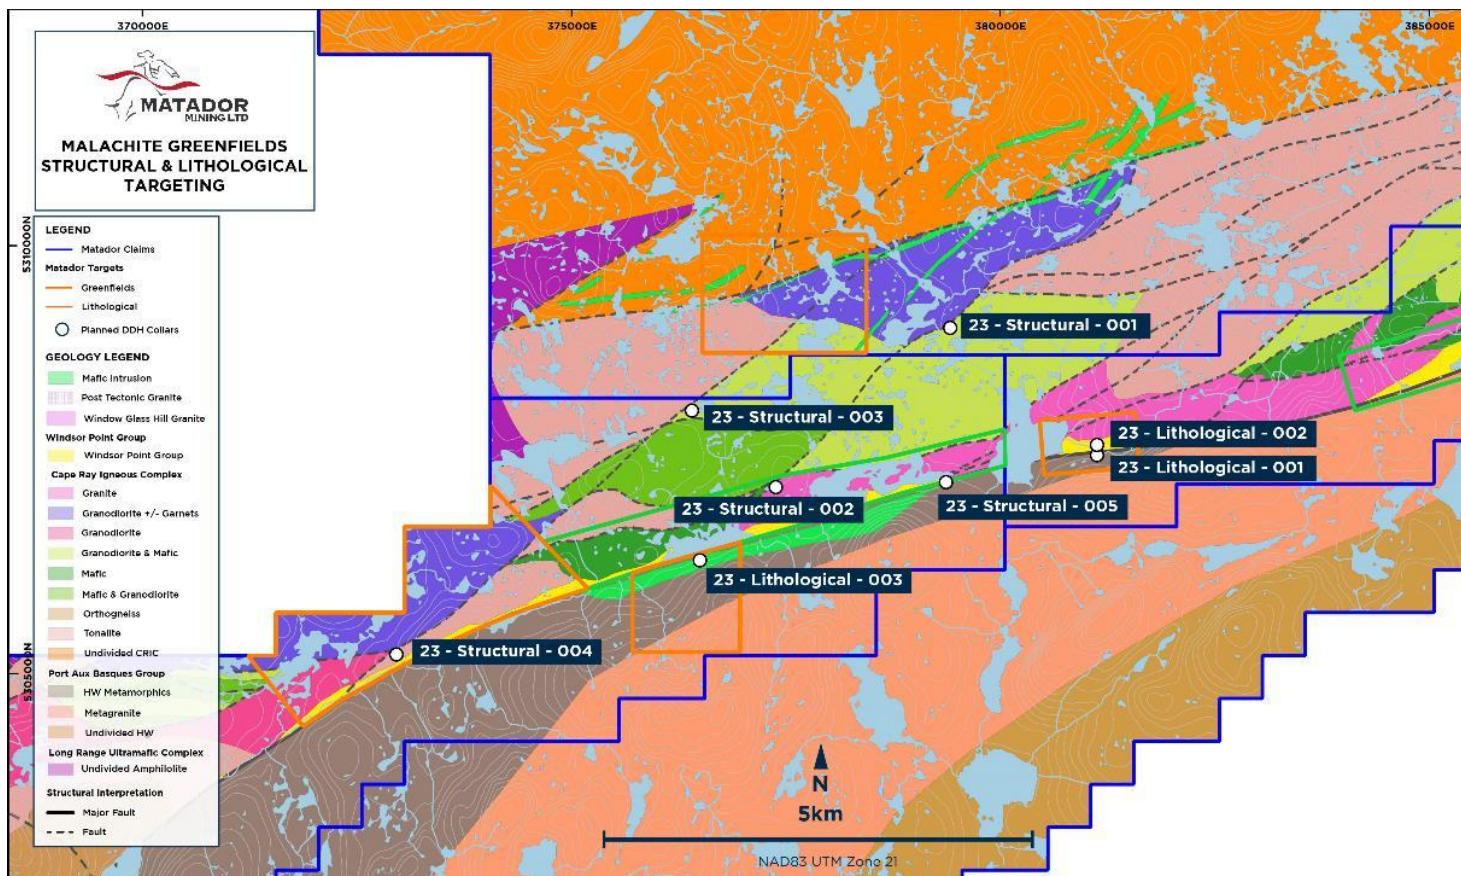 370000E
375000E
380000E
385000E
MATADOR
MINING LTD
MALACHITE GREENFIELDS
STRUCTURAL & LITHOLOGICAL
TARGETING
5310000N
5305000N
LEGEND
Matador Claims
Matador Targets
Greenfields
Lithological
Planned DDH Collars
GEOLOGY LEGEND
Mafic Intrusion
Post Tectonic Granite
Window Glass Hill Granite
Windsor Point Group
Windsor Point Group
Cape Ray Igneous Complex
Granite
Granodiorite +/- Garnets
Granodiorite
Granodiorite & Mafic
Mafic
Mafic & Granodiorite
Orthogneiss
Tonalite
Undivided CRIC
Port Aux Basques Group
HW Metamorphics
Metagranite
Undivided HW
Long Range Ultramafic Complex
Undivided Amphilolite
Structural Interpretation
Major Fault
Fault
23 - Structural - 001
23 - Structural - 003
23 - Lithological - 002
23 - Lithological - 001
23 - Structural - 002
23 - Structural - 005
23 - Lithological - 003
23 - Structural - 004
N
5km
NAD83 UTM Zone 21